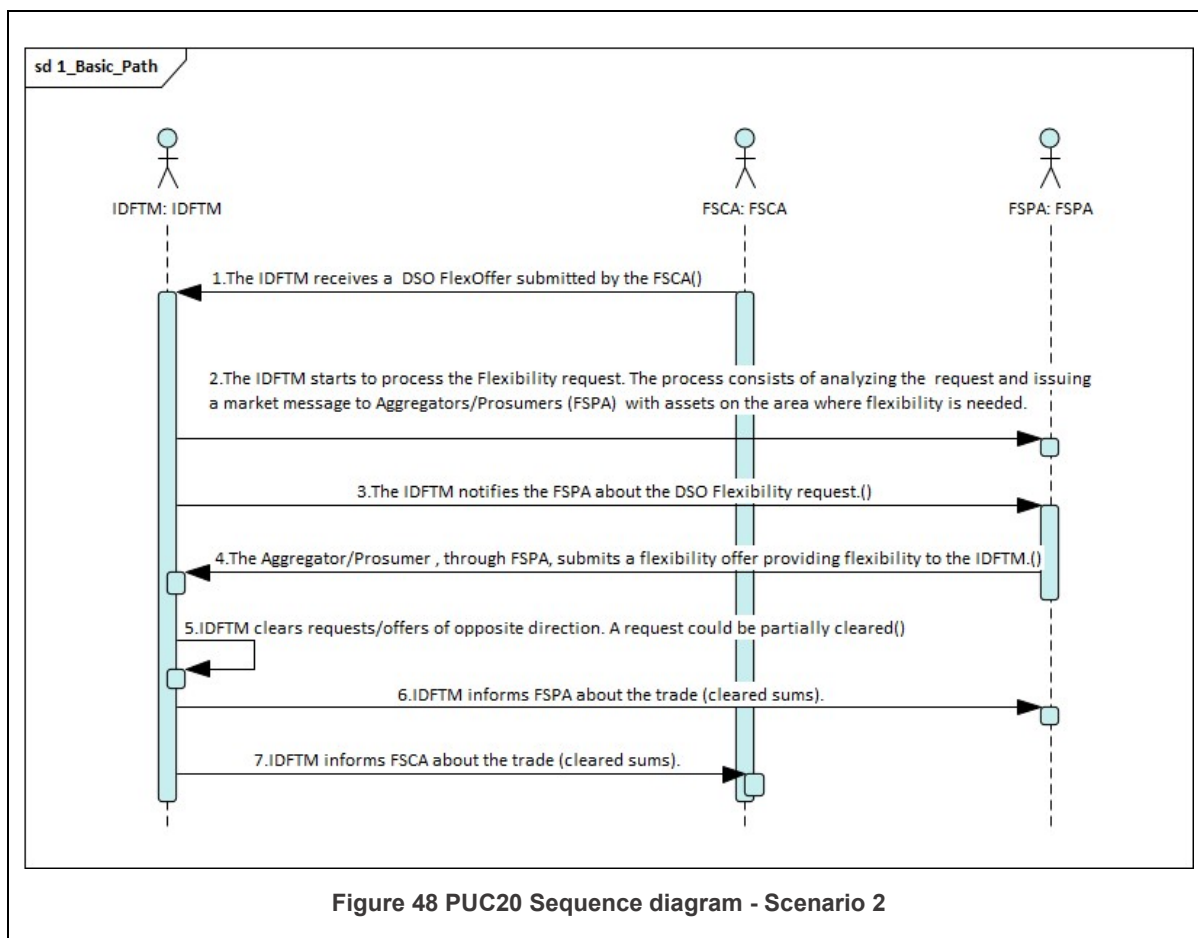 sd 1_Basic_Path
IDFTM: IDFTM
FSCA: FSCA
FSPA: FSPA
1.The IDFTM receives a  DSO FlexOffer submitted by the FSCA()
2.The IDFTM starts to process the Flexibility request. The process consists of analyzing the  request and issuing
a market message to Aggregators/Prosumers (FSPA)  with assets on the area where flexibility is needed.
3.The IDFTM notifies the FSPA about the DSO Flexibility request.()
4.The Aggregator/Prosumer , through FSPA, submits a flexibility offer providing flexibility to the IDFTM.()
5.IDFTM clears requests/offers of opposite direction. A request could be partially cleared()
6.IDFTM informs FSPA about the trade (cleared sums).
7.IDFTM informs FSCA about the trade (cleared sums).
Figure 48 PUC20 Sequence diagram - Scenario 2